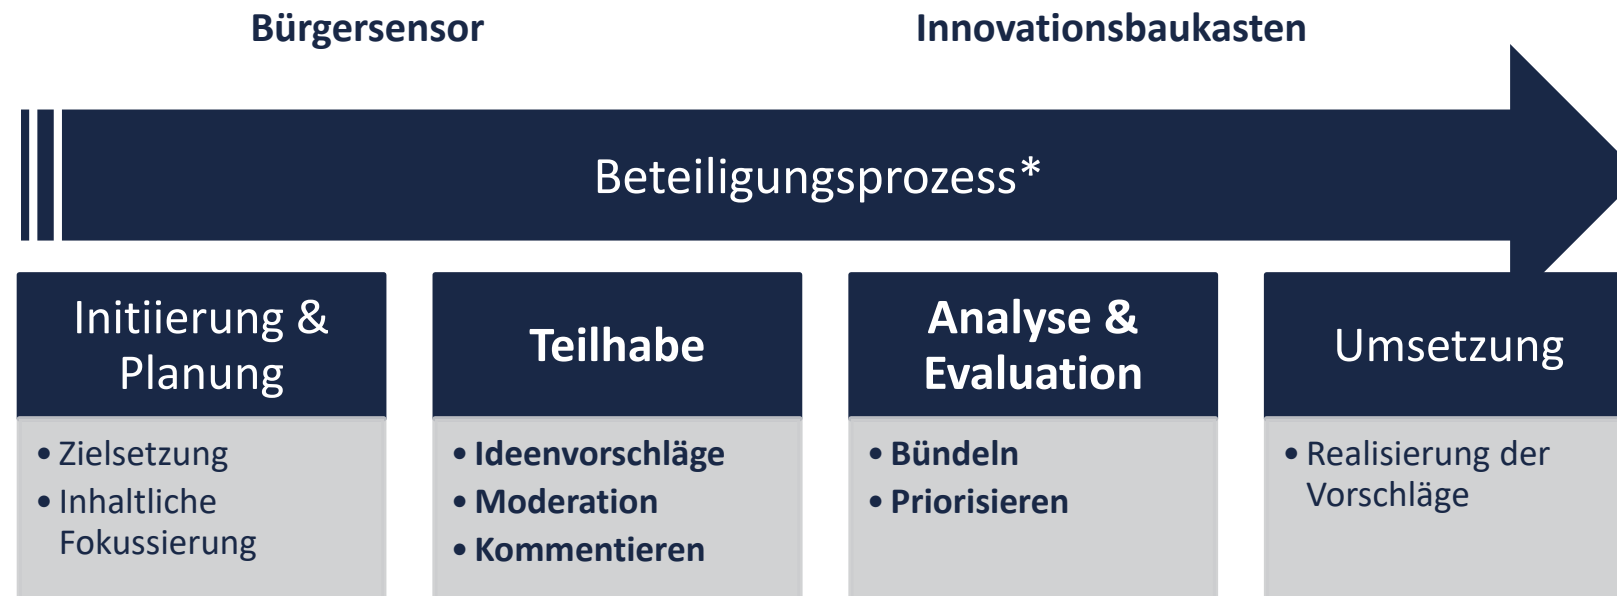 Bürgersensor
Innovationsbaukasten
Beteiligungsprozess*
Initiierung &
Planung
• Zielsetzung
• Inhaltliche
Fokussierung
Teilhabe
• Ideenvorschläge
• Moderation
• Kommentieren
Analyse &
Evaluation
• Bündeln
• Priorisieren
Umsetzung
• Realisierung der
Vorschläge